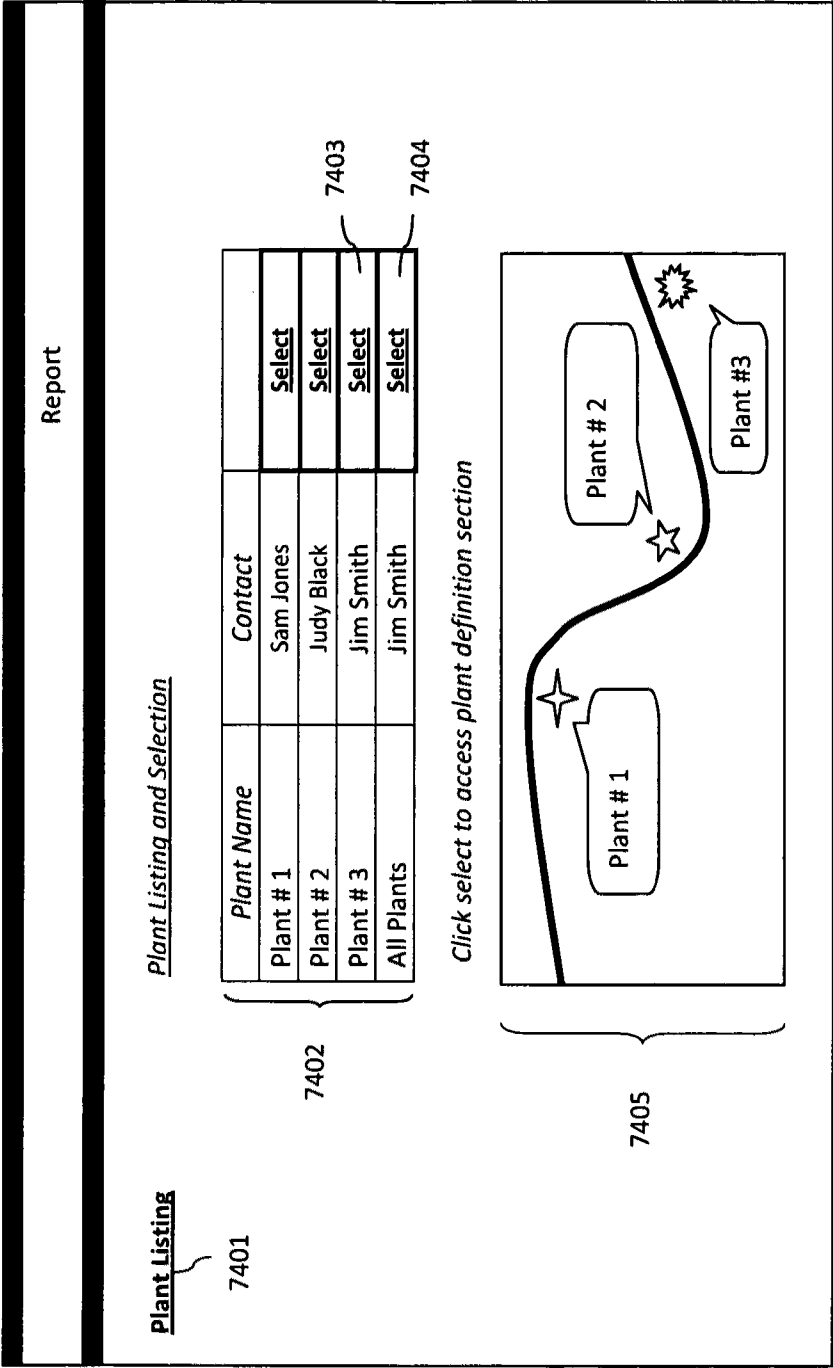 Report
Plant Listing
7401
Plant Listing and Selection
7402
Plant Name Contact
Plant # 1 Sam Jones Select
Plant # 2 Judy Black Select
Plant # 3 Jim Smith Select
All Plants Jim Smith Select
7403
7404
Click select to access plant definition section
7405
Plant # 1
Plant # 2
Plant #3